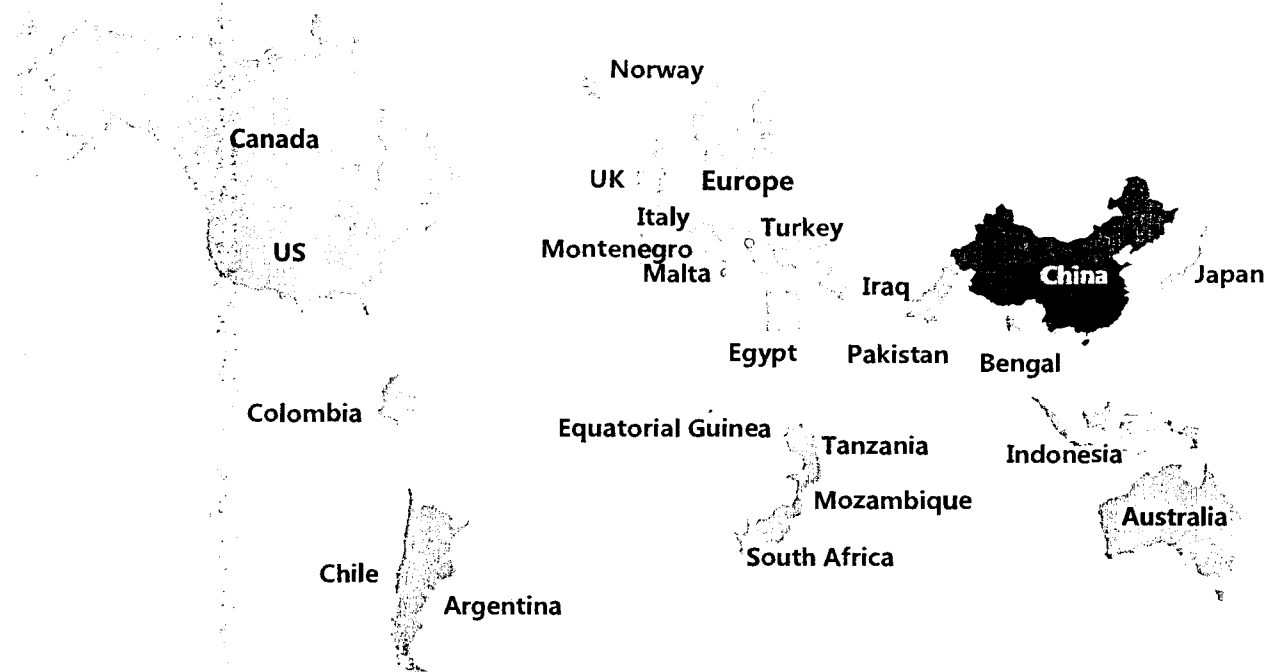 Norway
Canada
UK
Europe
Italy
Turkey
Montenegro
US
Malta
Iraq
China
Japan
Egypt
Pakistan
Bengal
Colombia
Equatorial Guinea
Tanzania
Indonesia
Mozambique
Australia
South Africa
Chile
Argentina